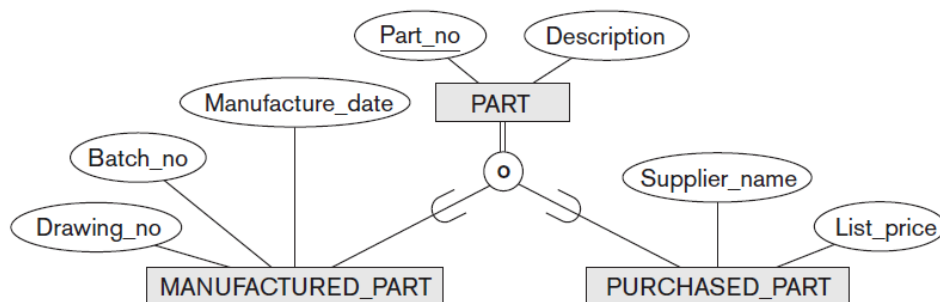 Part_no
Description
Manufacture_date
PART
Batch_no
o
Supplier_name
Drawing_no
List_price
MANUFACTURED_PART
PURCHASED_PART